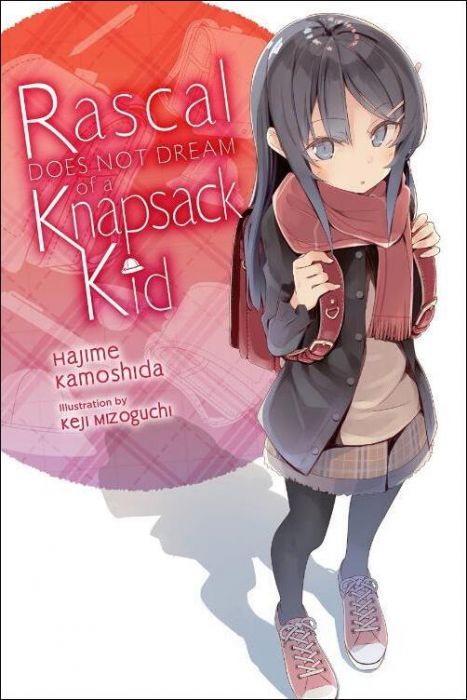 Rascal
DOES NOT DREAM
of a
Knapsack
Kid
Hajime
Kamoshida
Illustration by
Keji Mizoguchi